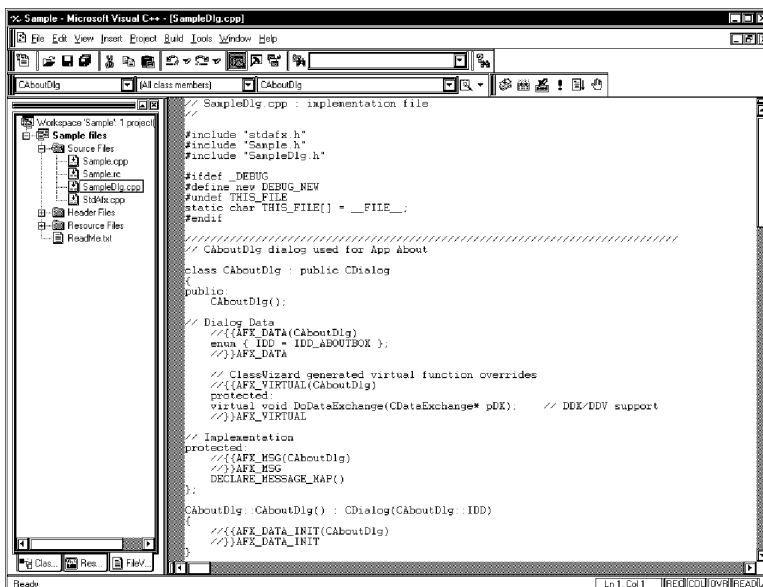 Sample - Microsoft Visual C++ - [SampleDlg.cpp]
File Edit View Insert Project Build Tools Window Help
CAboutDlg
(All class members)
CAboutDlg
Workspace 'Sample': 1 project(
Sample files
Source Files
Sample.cpp
Sample.rc
SampleDlg.cpp
StdAfx.cpp
Header Files
Resource Files
ReadMe.txt
// SampleDlg.cpp : implementation file
//
#include "stdafx.h"
#include "Sample.h"
#include "SampleDlg.h"
#ifdef _DEBUG
#define new DEBUG_NEW
#undef THIS_FILE
static char THIS_FILE[] = __FILE__;
#endif
/////////////////////////////////////////////////////////////////////////////
// CAboutDlg dialog used for App About
class CAboutDlg : public CDialog
{
public:
CAboutDlg();
// Dialog Data
//{{AFX_DATA(CAboutDlg)
enum { IDD = IDD_ABOUTBOX };
//}}AFX_DATA
// ClassWizard generated virtual function overrides
//{{AFX_VIRTUAL(CAboutDlg)
protected:
virtual void DoDataExchange(CDataExchange* pDX); // DDX/DDV support
//}}AFX_VIRTUAL
// Implementation
protected:
//{{AFX_MSG(CAboutDlg)
//}}AFX_MSG
DECLARE_MESSAGE_MAP()
};
CAboutDlg::CAboutDlg() : CDialog(CAboutDlg::IDD)
{
//{{AFX_DATA_INIT(CAboutDlg)
//}}AFX_DATA_INIT
}
Clas... Res... FileV...
Ready
Ln 1, Col 1 REC COL OVR READ